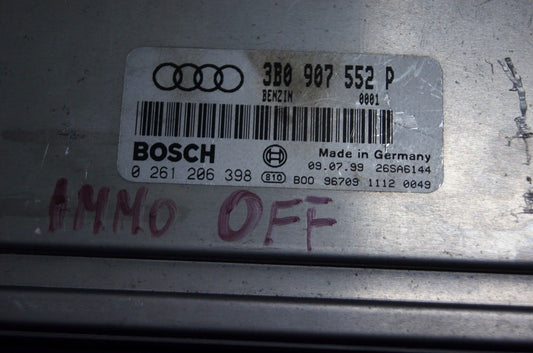 3B0 907 552 P
BENZIN 0001
BOSCH
Made in Germany
0 261 206 398
09.07.99 26SA6144
810 BOO 96709 1112 0049
AMMO OFF